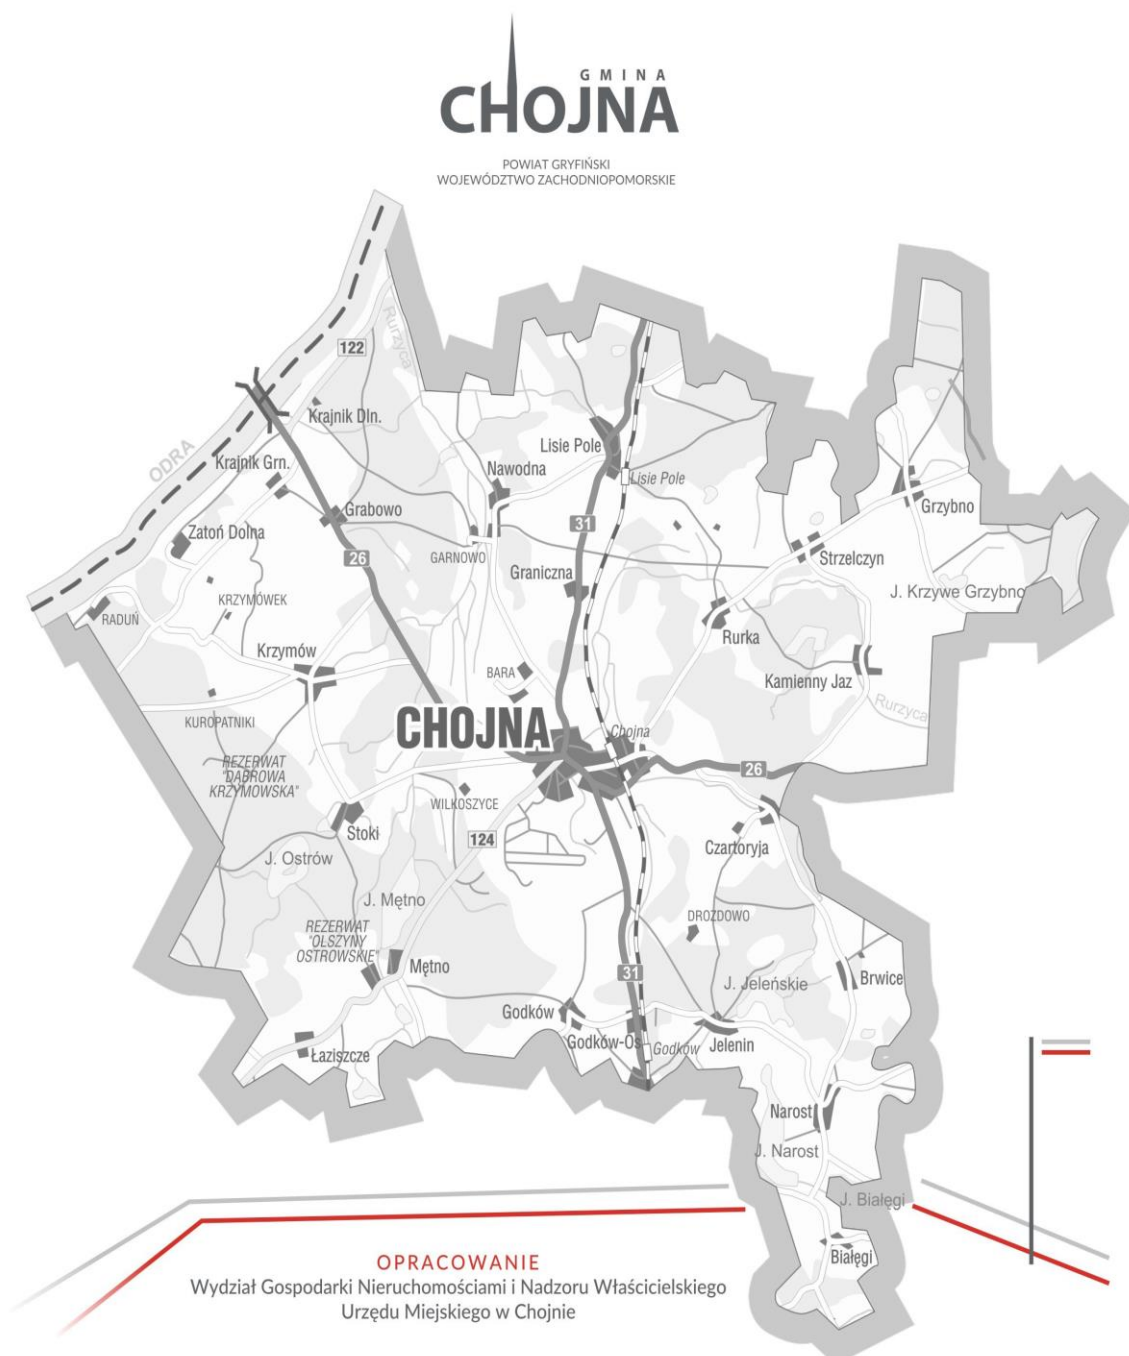 GMINA
CHOJNA
POWIAT GRYFIŃSKI
WOJEWÓDZTWO ZACHODNIOPOMORSKIE
Rurzyca
122
Krajnik Dln.
ODRA
Lisie Pole
Krajnik Grn.
Nawodna
Lisie Pole
Grabowo
Grzybno
Zatoń Dolna
31
26
GARNOWO
Strzelczyn
Graniczna
J. Krzywe Grzybno
KRZYMÓWEK
RADUŃ
Rurka
Krzymów
BARA
Kamienny Jaz
Rurzyca
KUROPATNIKI
CHOJNA
Chojna
REZERWAT
"DĄBROWA
KRZYMOWSKA"
26
WILKOSZYCE
Stoki
124
Czartoryja
J. Ostrów
J. Mętno
DROZDOWO
REZERWAT
"OLSZYNY
OSTROWSKIE"
Mętno
31
J. Jeleńskie
Brwice
Godków
Godków-Os
Godków
Jelenin
Łaziszcze
Narost
J. Narost
J. Białęgi
Białęgi
OPRACOWANIE
Wydział Gospodarki Nieruchomościami i Nadzoru Właścicielskiego
Urzędu Miejskiego w Chojnie